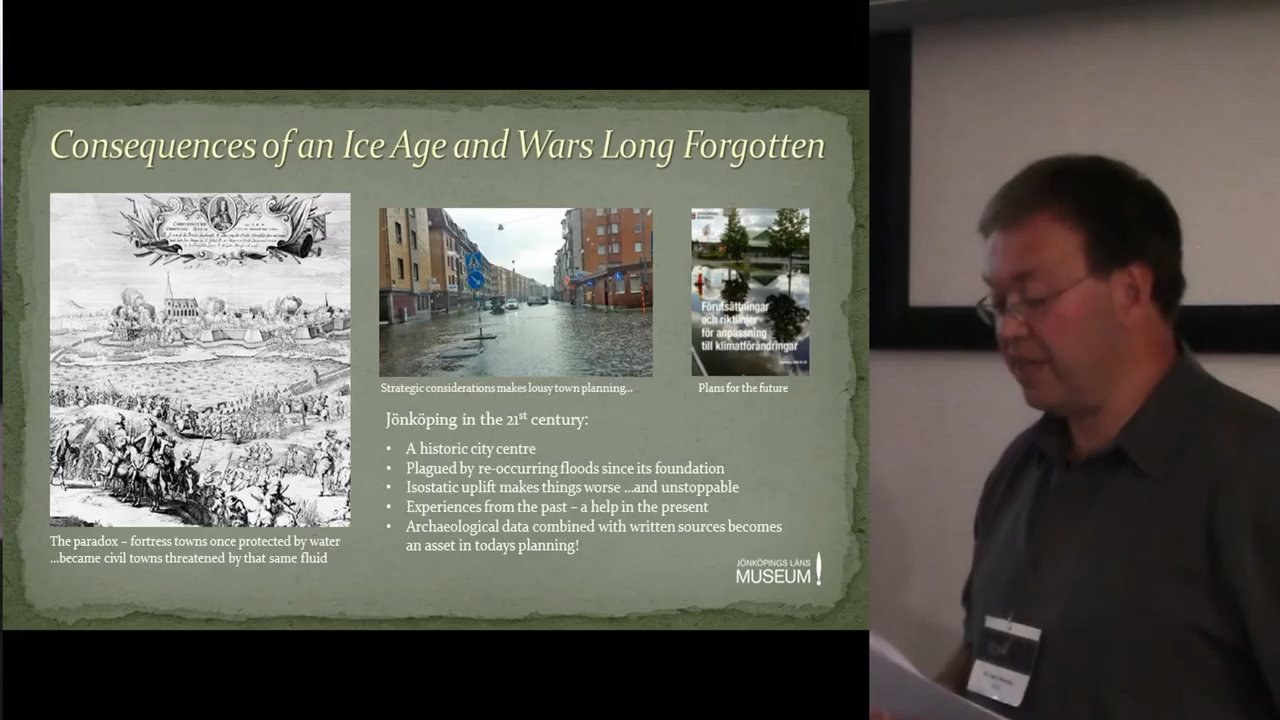 Consequences of an Ice Age and Wars Long Forgotten
Förutsättningar
och riktlinjer
för anpassning
till klimatförändringar
Strategic considerations makes lousy town planning...
Plans for the future
Jönköping in the 21st century:
• A historic city centre
• Plagued by re-occurring floods since its foundation
• Isostatic uplift makes things worse ...and unstoppable
• Experiences from the past – a help in the present
• Archaeological data combined with written sources becomes
an asset in todays planning!
The paradox – fortress towns once protected by water
...became civil towns threatened by that same fluid
JÖNKÖPINGS LÄNS
MUSEUM!